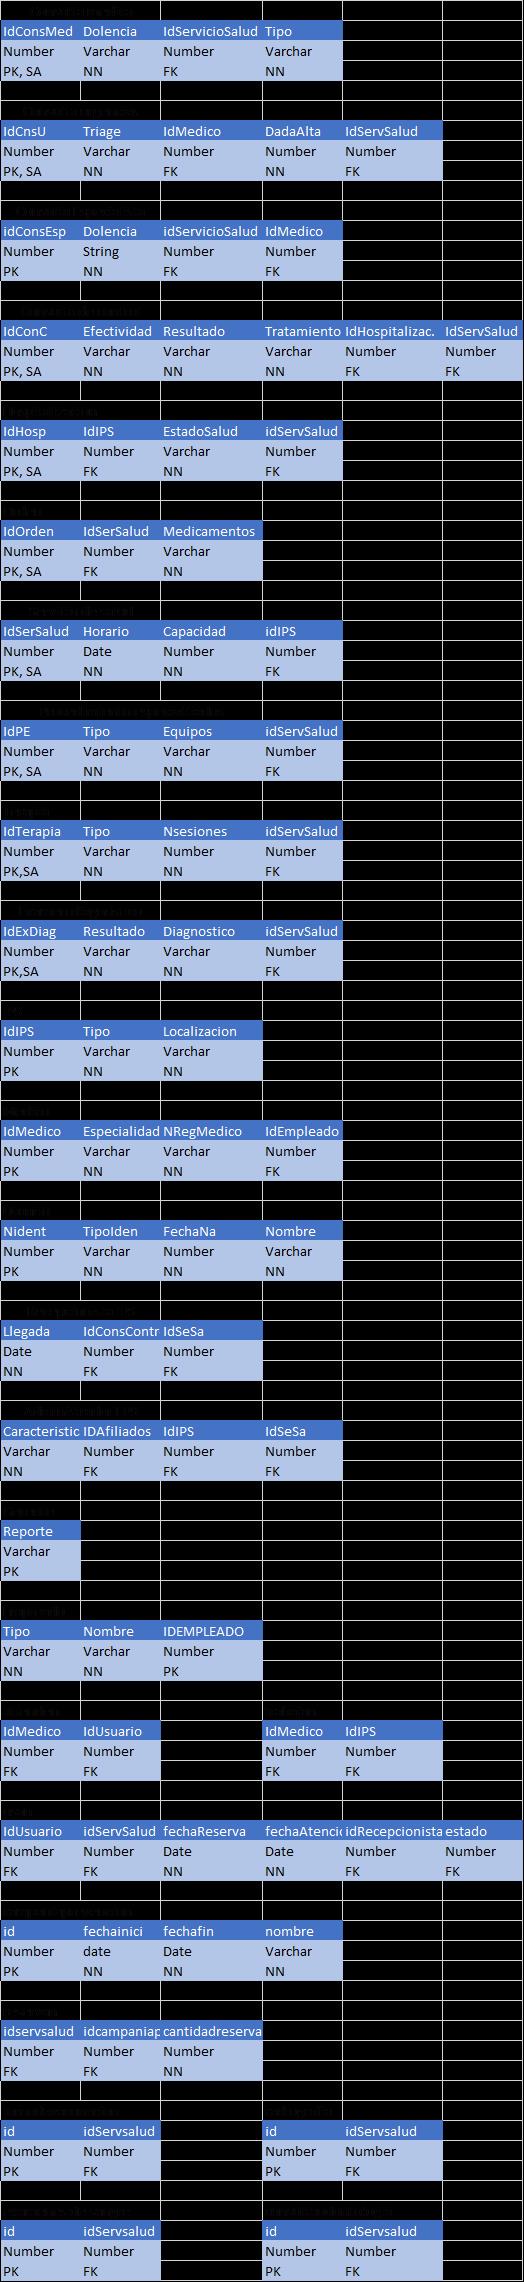 IdConsMed Dolencia IdServicioSalud Tipo
Number Varchar Number Varchar
PK, SA NN FK NN
IdCnsU Triage IdMedico DadaAlta IdServSalud
Number Varchar Number Number Number
PK, SA NN FK NN FK
idConsEsp Dolencia idServicioSalud IdMedico
Number String Number Number
PK NN FK FK
IdConC Efectividad Resultado Tratamiento IdHospitalizac. IdServSalud
Number Varchar Varchar Varchar Number Number
PK, SA NN NN NN FK FK
IdHosp IdIPS EstadoSalud idServSalud
Number Number Varchar Number
PK, SA FK NN FK
IdOrden IdSerSalud Medicamentos
Number Number Varchar
PK, SA FK NN
IdSerSalud Horario Capacidad idIPS
Number Date Number Number
PK, SA NN NN FK
IdPE Tipo Equipos idServSalud
Number Varchar Varchar Number
PK, SA NN NN FK
IdTerapia Tipo Nsesiones idServSalud
Number Varchar Number Number
PK,SA NN NN FK
IdExDiag Resultado Diagnostico idServSalud
Number Varchar Varchar Number
PK,SA NN NN FK
IdIPS Tipo Localizacion
Number Varchar Varchar
PK NN NN
IdMedico Especialidad NRegMedico IdEmpleado
Number Varchar Varchar Number
PK NN NN FK
Nident TipoIden FechaNa Nombre
Number Varchar Number Varchar
PK NN NN NN
Llegada IdConsContr IdSeSa
Date Number Number
NN FK FK
Caracteristic IDAfiliados IdIPS IdSeSa
Varchar Number Number Number
NN FK FK FK
Reporte
Varchar
PK
Tipo Nombre IDEMPLEADO
Varchar Varchar Number
NN NN PK
IdMedico IdUsuario IdMedico IdIPS
Number Number Number Number
FK FK FK FK
IdUsuario idServSalud fechaReserva fechaAtencic idRecepcionista estado
Number Number Date Date Number Number
FK FK NN NN FK FK
id fechainici fechafin nombre
Number date Date Varchar
PK NN NN NN
idservsalud idcampaniap cantidadreserva
Number Number Number
FK FK NN
id idServsalud id idServsalud
Number Number Number Number
PK FK PK FK
id idServsalud id idServsalud
Number Number Number Number
PK FK PK FK